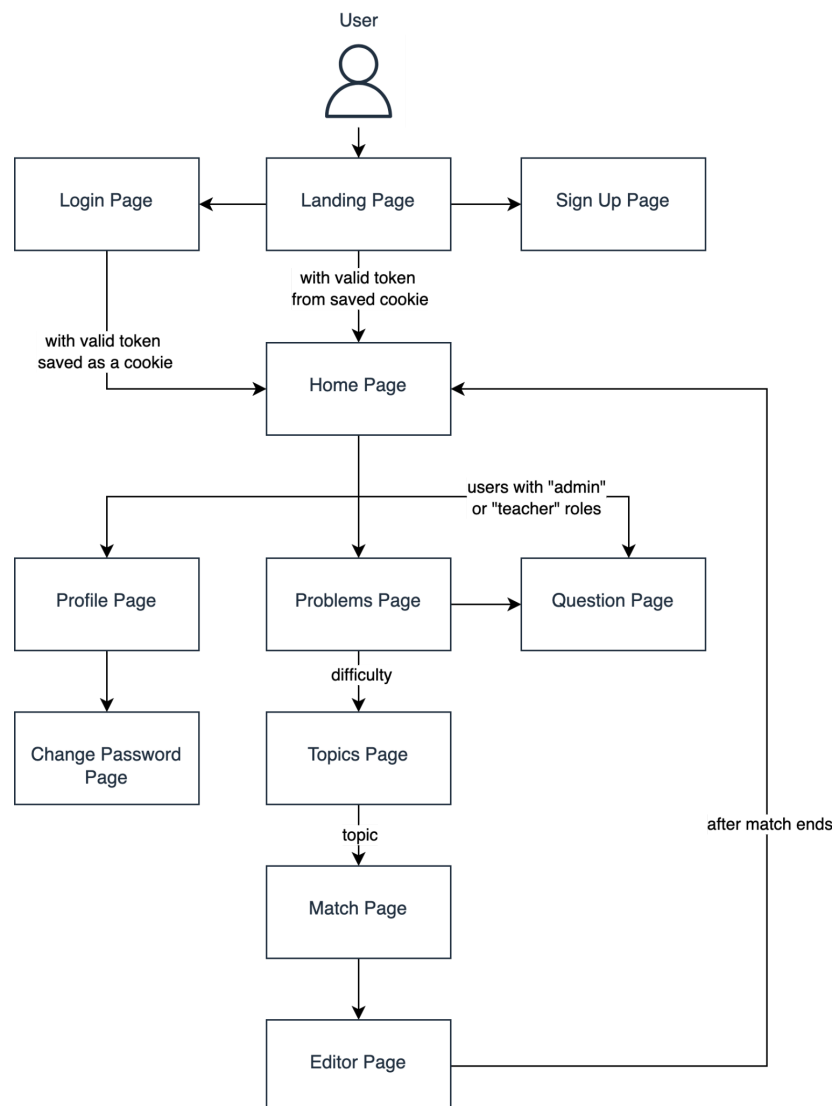 User
Login Page
Landing Page
Sign Up Page
with valid token
from saved cookie
with valid token
saved as a cookie
Home Page
users with "admin"
or "teacher" roles
Profile Page
Problems Page
Question Page
difficulty
Change Password
Page
Topics Page
after match ends
topic
Match Page
Editor Page